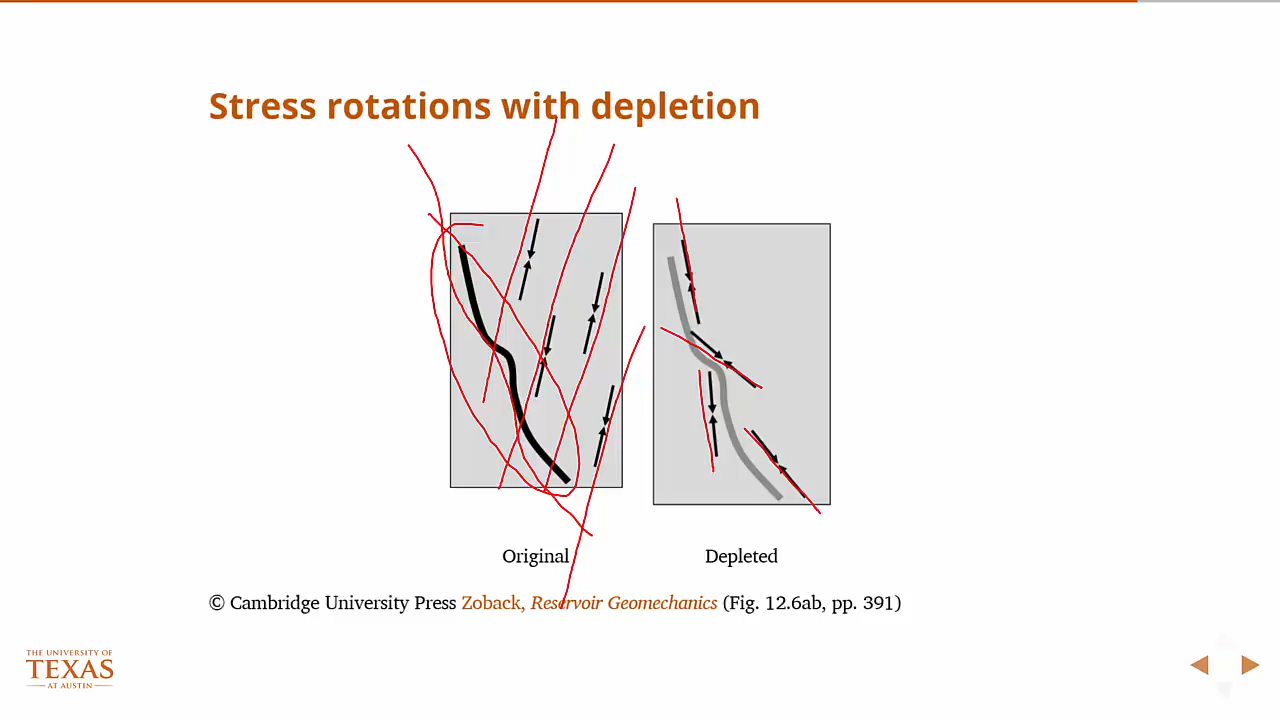 Stress rotations with depletion
Original
Depleted
© Cambridge University Press Zoback, Reservoir Geomechanics (Fig. 12.6ab, pp. 391)
THE UNIVERSITY OF
TEXAS
AT AUSTIN